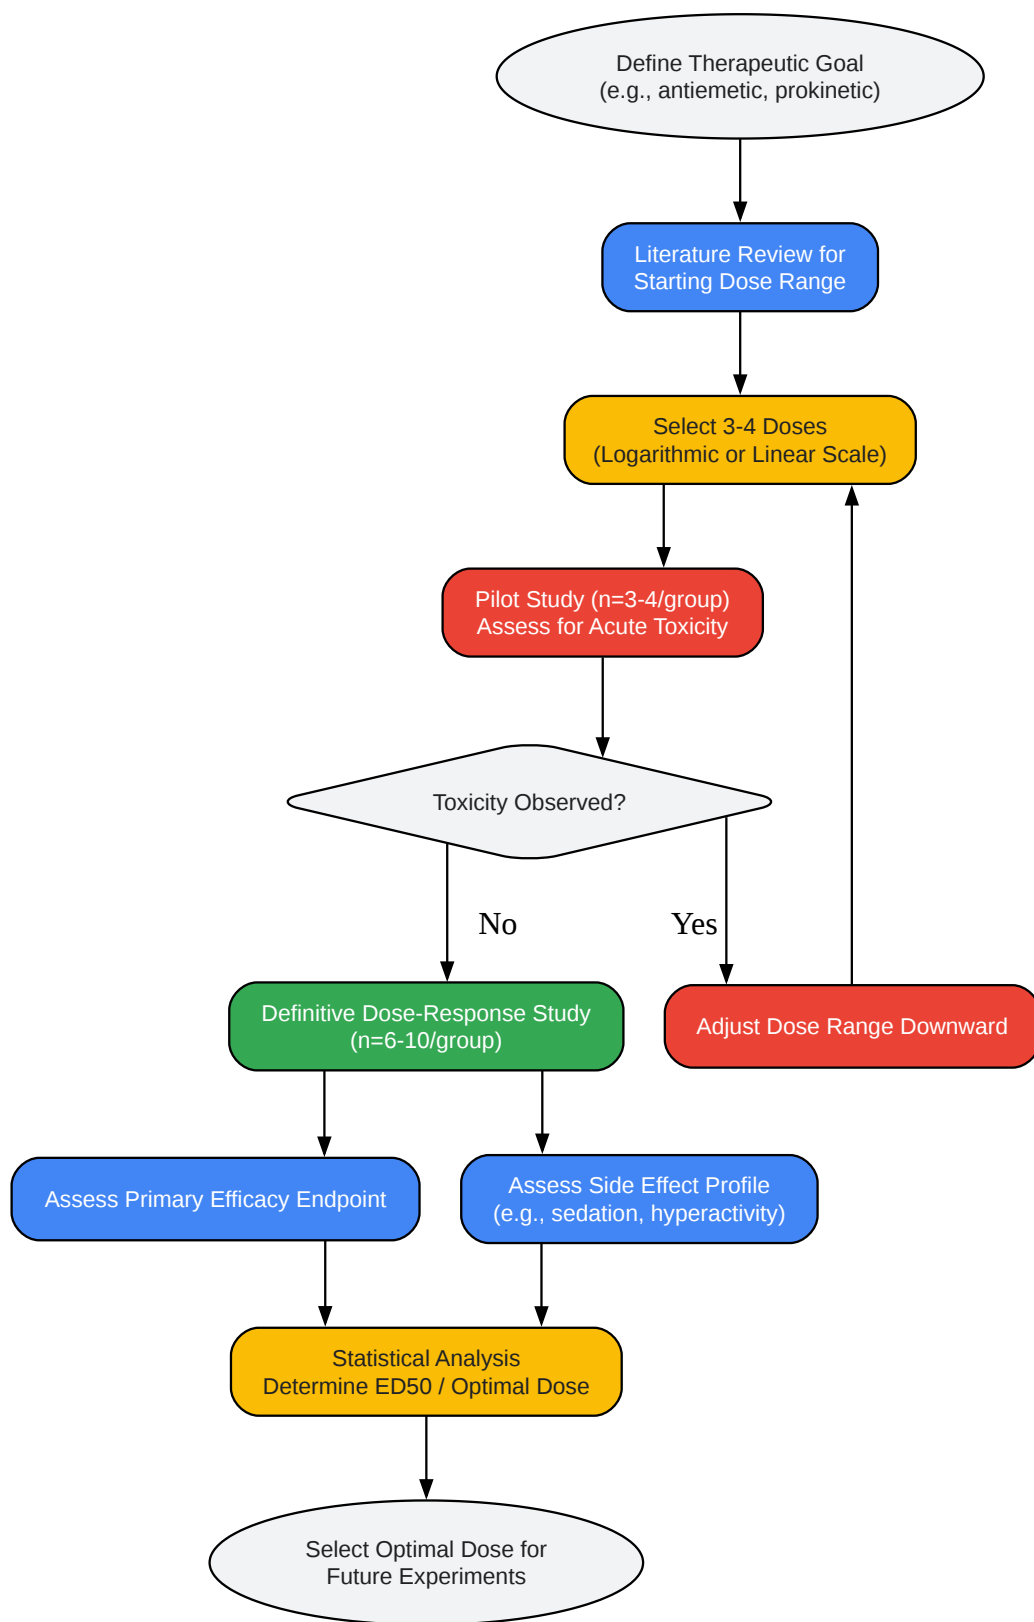 Define Therapeutic Goal
(e.g., antiemetic, prokinetic)
Literature Review for
Starting Dose Range
Select 3-4 Doses
(Logarithmic or Linear Scale)
Pilot Study (n=3-4/group)
Assess for Acute Toxicity
Toxicity Observed?
No
Yes
Definitive Dose-Response Study
(n=6-10/group)
Adjust Dose Range Downward
Assess Primary Efficacy Endpoint
Assess Side Effect Profile
(e.g., sedation, hyperactivity)
Statistical Analysis
Determine ED50 / Optimal Dose
Select Optimal Dose for
Future Experiments